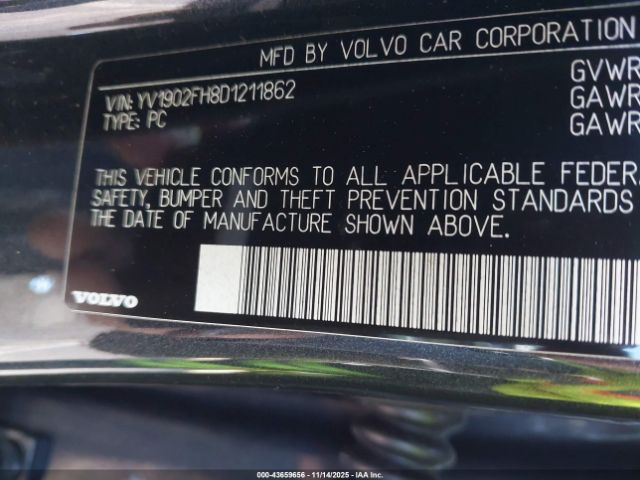 MFD BY VOLVO CAR CORPORATION
VIN: YV1902FH8D1211862
TYPE: PC
GVWR
GAWR
GAWR
THIS VEHICLE CONFORMS TO ALL APPLICABLE FEDER
SAFETY, BUMPER AND THEFT PREVENTION STANDARDS
THE DATE OF MANUFACTURE SHOWN ABOVE.
VOLVO
000-43659656 - 11/14/2025 - IAA Inc.